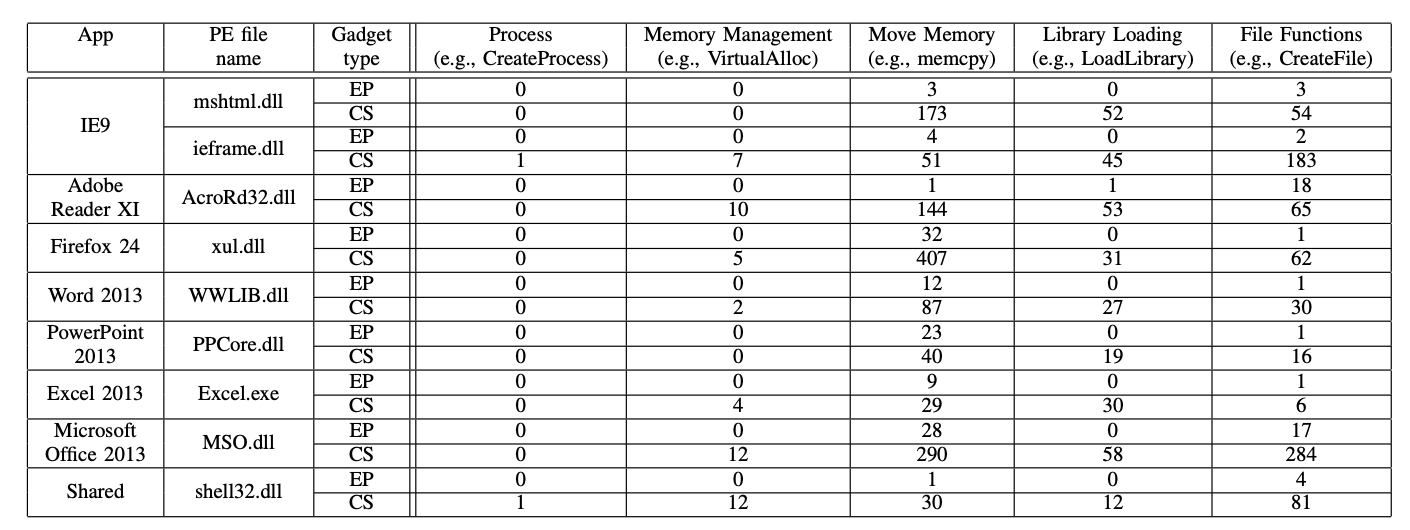 App PE file Gadget Process Memory Management Move Memory Library Loading File Functions
name type (e.g., CreateProcess) (e.g., VirtualAlloc) (e.g., memcpy) (e.g., LoadLibrary) (e.g., CreateFile)
IE9 mshtml.dll EP 0 0 3 0 3
CS 0 0 173 52 54
ieframe.dll EP 0 0 4 0 2
CS 1 7 51 45 183
Adobe AcroRd32.dll EP 0 0 1 1 18
Reader XI CS 0 10 144 53 65
Firefox 24 xul.dll EP 0 0 32 0 1
CS 0 5 407 31 62
Word 2013 WWLIB.dll EP 0 0 12 0 1
CS 0 2 87 27 30
PowerPoint PPCore.dll EP 0 0 23 0 1
2013 CS 0 0 40 19 16
Excel 2013 Excel.exe EP 0 0 9 0 1
CS 0 4 29 30 6
Microsoft MSO.dll EP 0 0 28 0 17
Office 2013 CS 0 12 290 58 284
Shared shell32.dll EP 0 0 1 0 4
CS 1 12 30 12 81